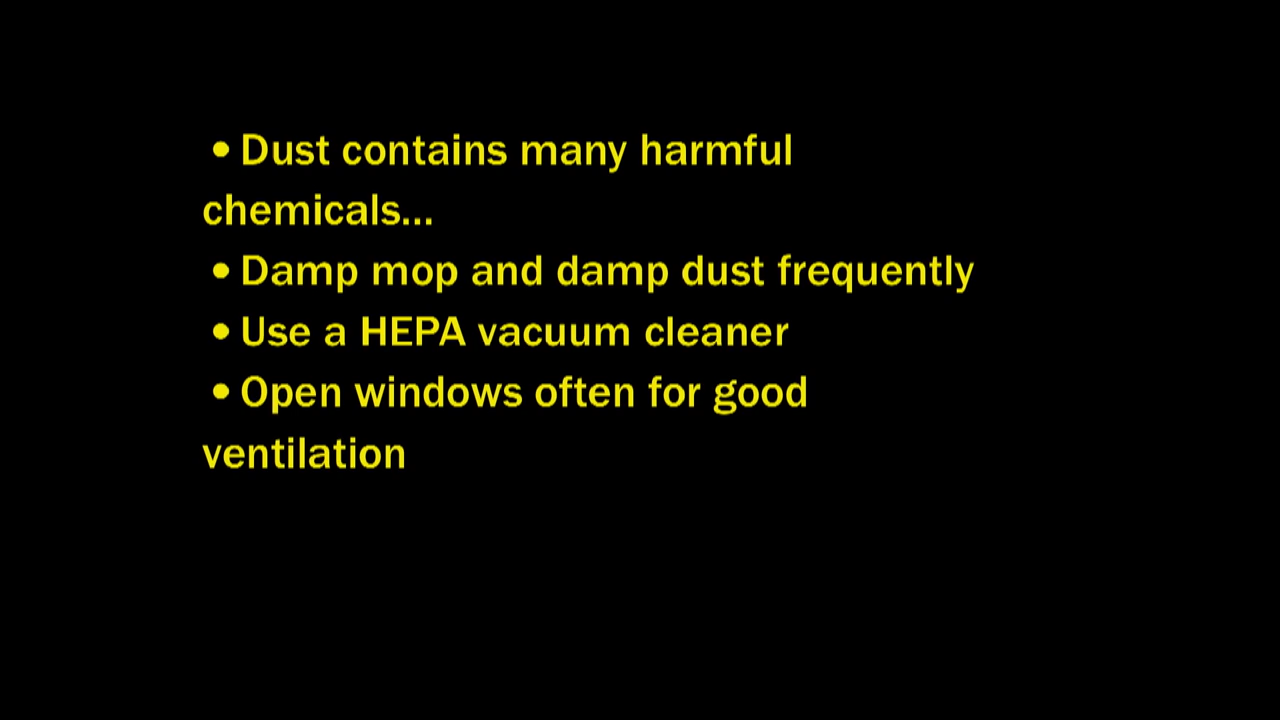 • Dust contains many harmful
chemicals...
• Damp mop and damp dust frequently
• Use a HEPA vacuum cleaner
• Open windows often for good
ventilation